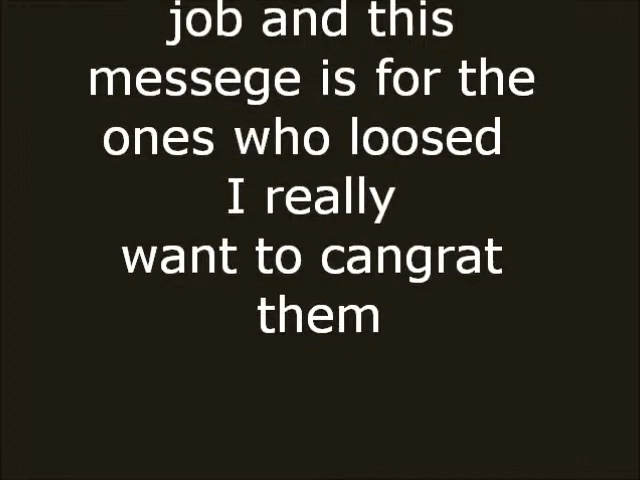 job and this
messege is for the
ones who loosed
I really
want to cangrat
them